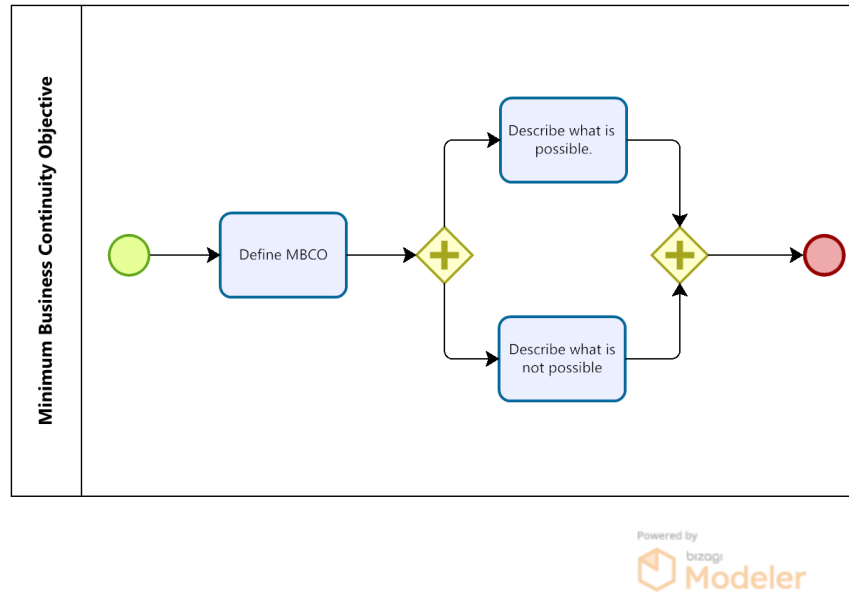 Minimum Business Continuity Objective
Define MBCO
Describe what is
possible.
Describe what is
not possible
Powered by
bizagi
Modeler